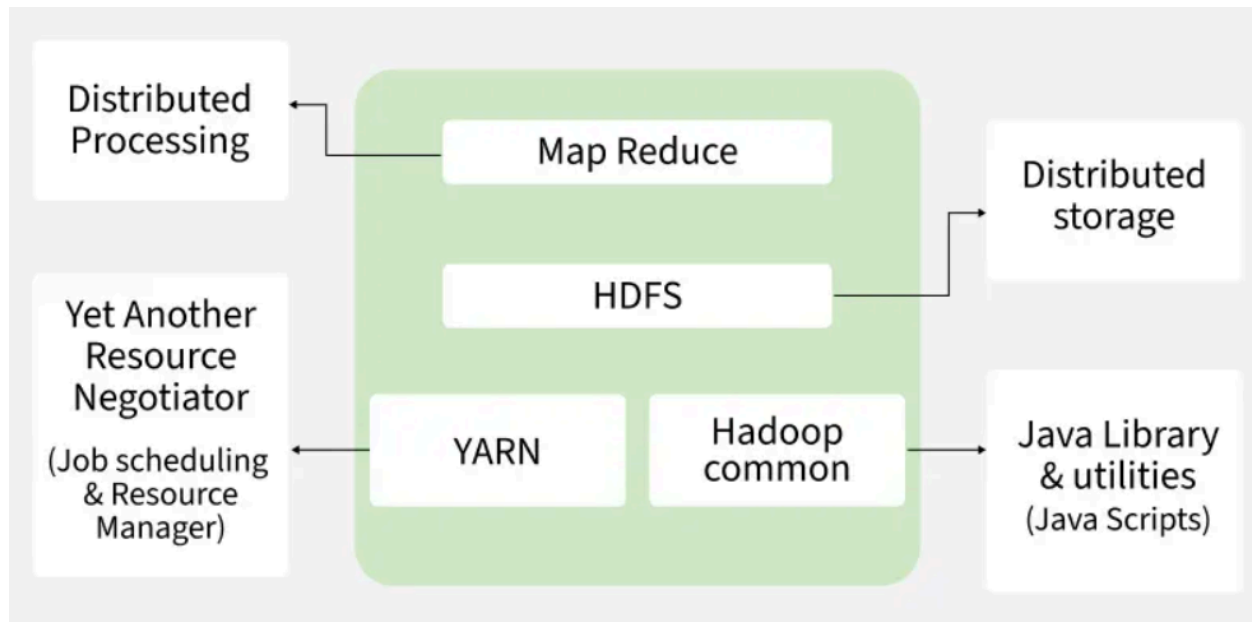 Distributed
Processing
Map Reduce
Distributed
storage
HDFS
Yet Another
Resource
Negotiator
(Job scheduling
& Resource
Manager)
YARN
Hadoop
common
Java Library
& utilities
(Java Scripts)